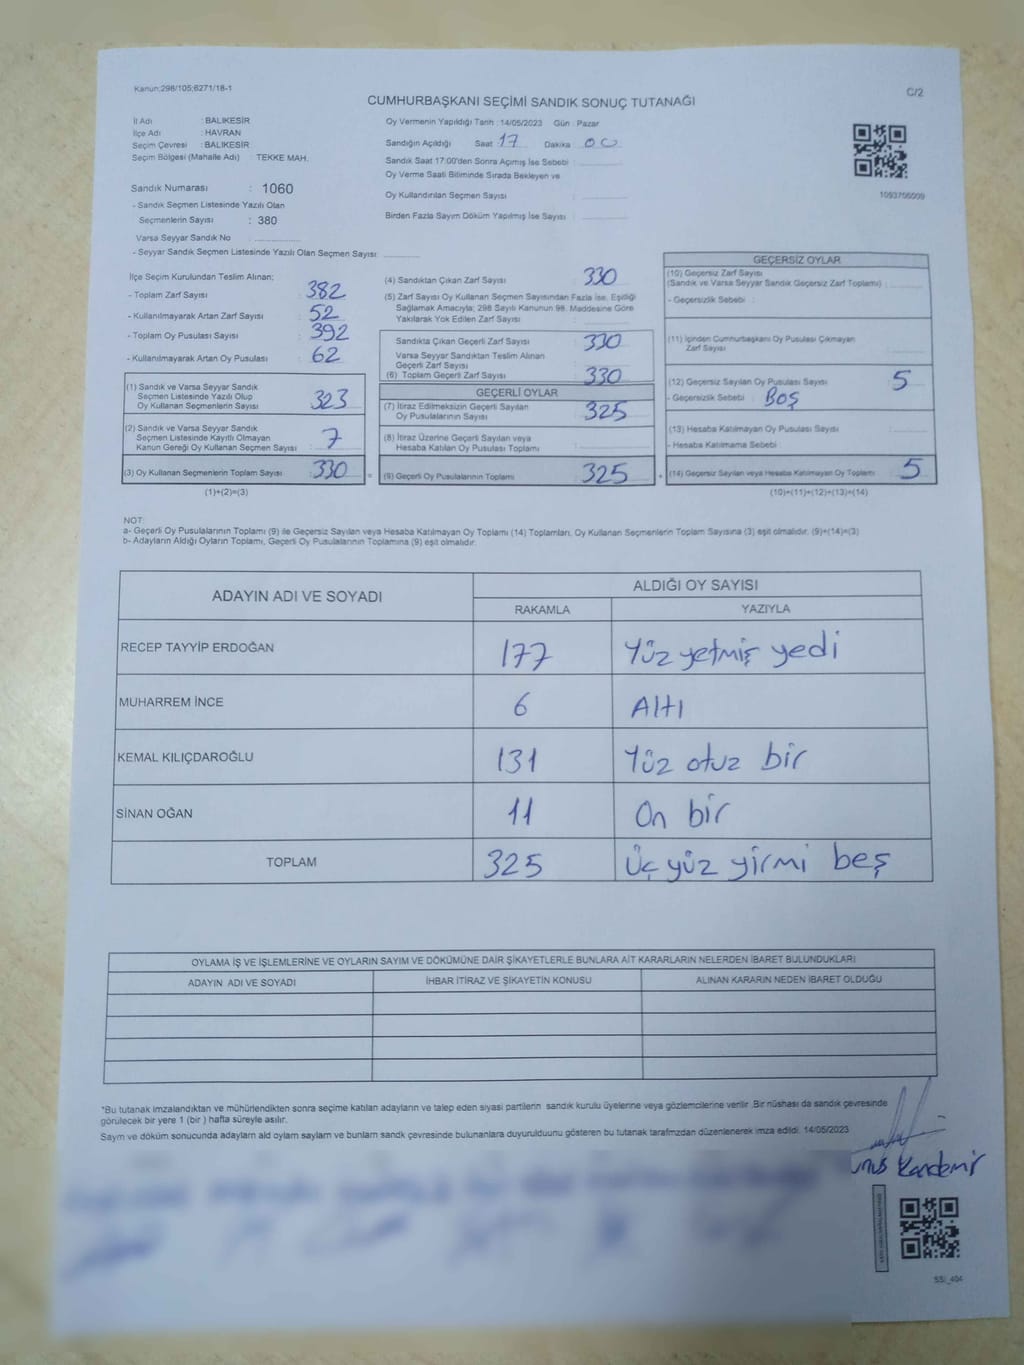 Kanun:298/105;6271/18-1
C/2
CUMHURBAŞKANI SEÇİMİ SANDIK SONUÇ TUTANAĞI
İl Adı : BALIKESİR
İlçe Adı : HAVRAN
Seçim Çevresi : BALIKESİR
Seçim Bölgesi (Mahalle Adı) TEKKE MAH.
Sandık Numarası : 1060
- Sandık Seçmen Listesinde Yazılı Olan
Seçmenlerin Sayısı : 380
Varsa Seyyar Sandık No :
- Seyyar Sandık Seçmen Listesinde Yazılı Olan Seçmen Sayısı:
Oy Vermenin Yapıldığı Tarih : 14/05/2023 Gün : Pazar
Sandığın Açıldığı Saat : 17 Dakika : 00
Sandık Saat 17:00'den Sonra Açımış İse Sebebi :
Oy Verme Saati Bitiminde Sırada Bekleyen ve
Oy Kullandırılan Seçmen Sayısı :
Birden Fazla Sayım Döküm Yapılmış İse Sayısı :
1093706009
İlçe Seçim Kurulundan Teslim Alınan;
- Toplam Zarf Sayısı : 382
- Kullanılmayarak Artan Zarf Sayısı : 52
- Toplam Oy Pusulası Sayısı : 392
- Kullanılmayarak Artan Oy Pusulası : 62
(1) Sandık ve Varsa Seyyar Sandık
Seçmen Listesinde Yazılı Olup
Oy Kullanan Seçmenlerin Sayısı : 323
(2) Sandık ve Varsa Seyyar Sandık
Seçmen Listesinde Kayıtlı Olmayan
Kanun Gereği Oy Kullanan Seçmen Sayısı : 7
(3) Oy Kullanan Seçmenlerin Toplam Sayısı : 330
(1)+(2)=(3)
(4) Sandıktan Çıkan Zarf Sayısı : 330
(5) Zarf Sayısı Oy Kullanan Seçmen Sayısından Fazla İse, Eşitliği
Sağlamak Amacıyla; 298 Sayılı Kanunun 98. Maddesine Göre
Yakılarak Yok Edilen Zarf Sayısı :
Sandıkta Çıkan Geçerli Zarf Sayısı : 330
Varsa Seyyar Sandıktan Teslim Alınan
Geçerli Zarf Sayısı :
(6) Toplam Geçerli Zarf Sayısı : 330
GEÇERLİ OYLAR
(7) İtiraz Edilmeksizin Geçerli Sayılan
Oy Pusulalarının Sayısı : 325
(8) İtiraz Üzerine Geçerli Sayılan veya
Hesaba Katılan Oy Pusulası Toplamı :
= (9) Geçerli Oy Pusulalarının Toplamı : 325
GEÇERSİZ OYLAR
(10) Geçersiz Zarf Sayısı
(Sandık ve Varsa Seyyar Sandık Geçersiz Zarf Toplamı) :
- Geçersizlik Sebebi :
(11) İçinden Cumhurbaşkanı Oy Pusulası Çıkmayan
Zarf Sayısı :
(12) Geçersiz Sayılan Oy Pusulası Sayısı : 5
- Geçersizlik Sebebi : Boş
(13) Hesaba Katılmayan Oy Pusulası Sayısı :
- Hesaba Katılmama Sebebi :
+ (14) Geçersiz Sayılan veya Hesaba Katılmayan Oy Toplamı : 5
(10)+(11)+(12)+(13)=(14)
NOT:
a- Geçerli Oy Pusulalarının Toplamı (9) ile Geçersiz Sayılan veya Hesaba Katılmayan Oy Toplamı (14) Toplamları, Oy Kullanan Seçmenlerin Toplam Sayısına (3) eşit olmalıdır. (9)+(14)=(3)
b- Adayların Aldığı Oyların Toplamı, Geçerli Oy Pusulalarının Toplamına (9) eşit olmalıdır.
ADAYIN ADI VE SOYADI
ALDIĞI OY SAYISI
RAKAMLA YAZIYLA
RECEP TAYYİP ERDOĞAN 177 Yüz yetmiş yedi
MUHARREM İNCE 6 Altı
KEMAL KILIÇDAROĞLU 131 Yüz otuz bir
SİNAN OĞAN 11 On bir
TOPLAM 325 Üç yüz yirmi beş
OYLAMA İŞ VE İŞLEMLERİNE VE OYLARIN SAYIM VE DÖKÜMÜNE DAİR ŞİKAYETLERLE BUNLARA AİT KARARLARIN NELERDEN İBARET BULUNDUKLARI
ADAYIN ADI VE SOYADI İHBAR İTİRAZ VE ŞİKAYETİN KONUSU ALINAN KARARIN NEDEN İBARET OLDUĞU
*Bu tutanak imzalandıktan ve mühürlendikten sonra seçime katılan adayların ve talep eden siyasi partilerin sandık kurulu üyelerine veya gözlemcilerine verilir .Bir nüshası da sandık çevresinde
görülecek bir yere 1 (bir ) hafta süreyle asılır.
Sayım ve döküm sonucunda adayların ald oyların sayların ve bunların sandk çevresinde bulunanlara duyurulduunu gösteren bu tutanak tarafmzdan düzenlenerek imza edildi. 14/05/2023
Kandemir
SSİ_404